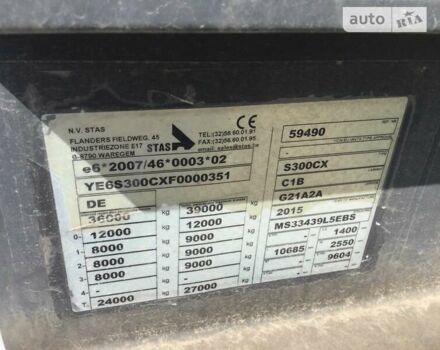 auto RIA
N.V. STAS
FLANDERS FIELDWEG. 45
INDUSTRIEZONE E17
B-8790 WAREGEM
STAS
TEL:(32)56.60.01.91
FAX:(32)56.60.01.95
email: sales@stas.be
CE
e6*2007/46*0003*02
59490
YE6S300CXF0000351
S300CX
DE
C1B
36000 kg 39000
G21A2A
0- 12000 kg 12000
2015
1- 8000 kg 9000
MS33439L5EBS
2- 8000 kg 9000
- 1400
3- 8000 kg 9000
10685 - 2550
4- - kg -
- 9604
T- 24000 kg 27000